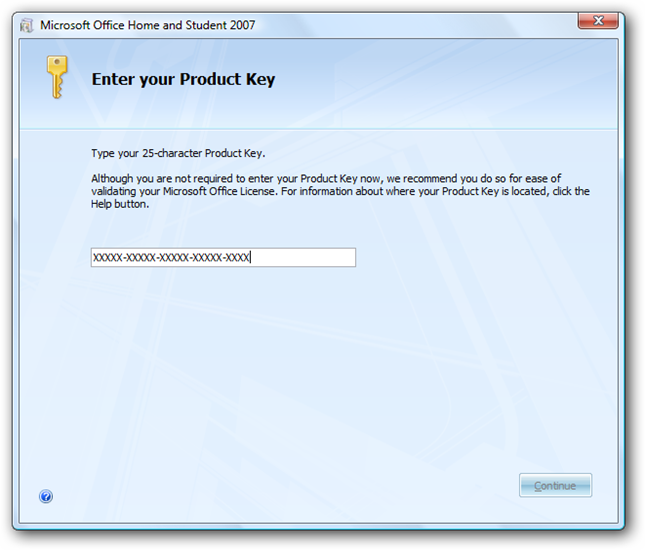 Microsoft Office Home and Student 2007
Enter your Product Key
Type your 25-character Product Key.
Although you are not required to enter your Product Key now, we recommend you do so for ease of
validating your Microsoft Office License. For information about where your Product Key is located, click the
Help button.
XXXXX-XXXXX-XXXXX-XXXXX-XXXX
?
Continue